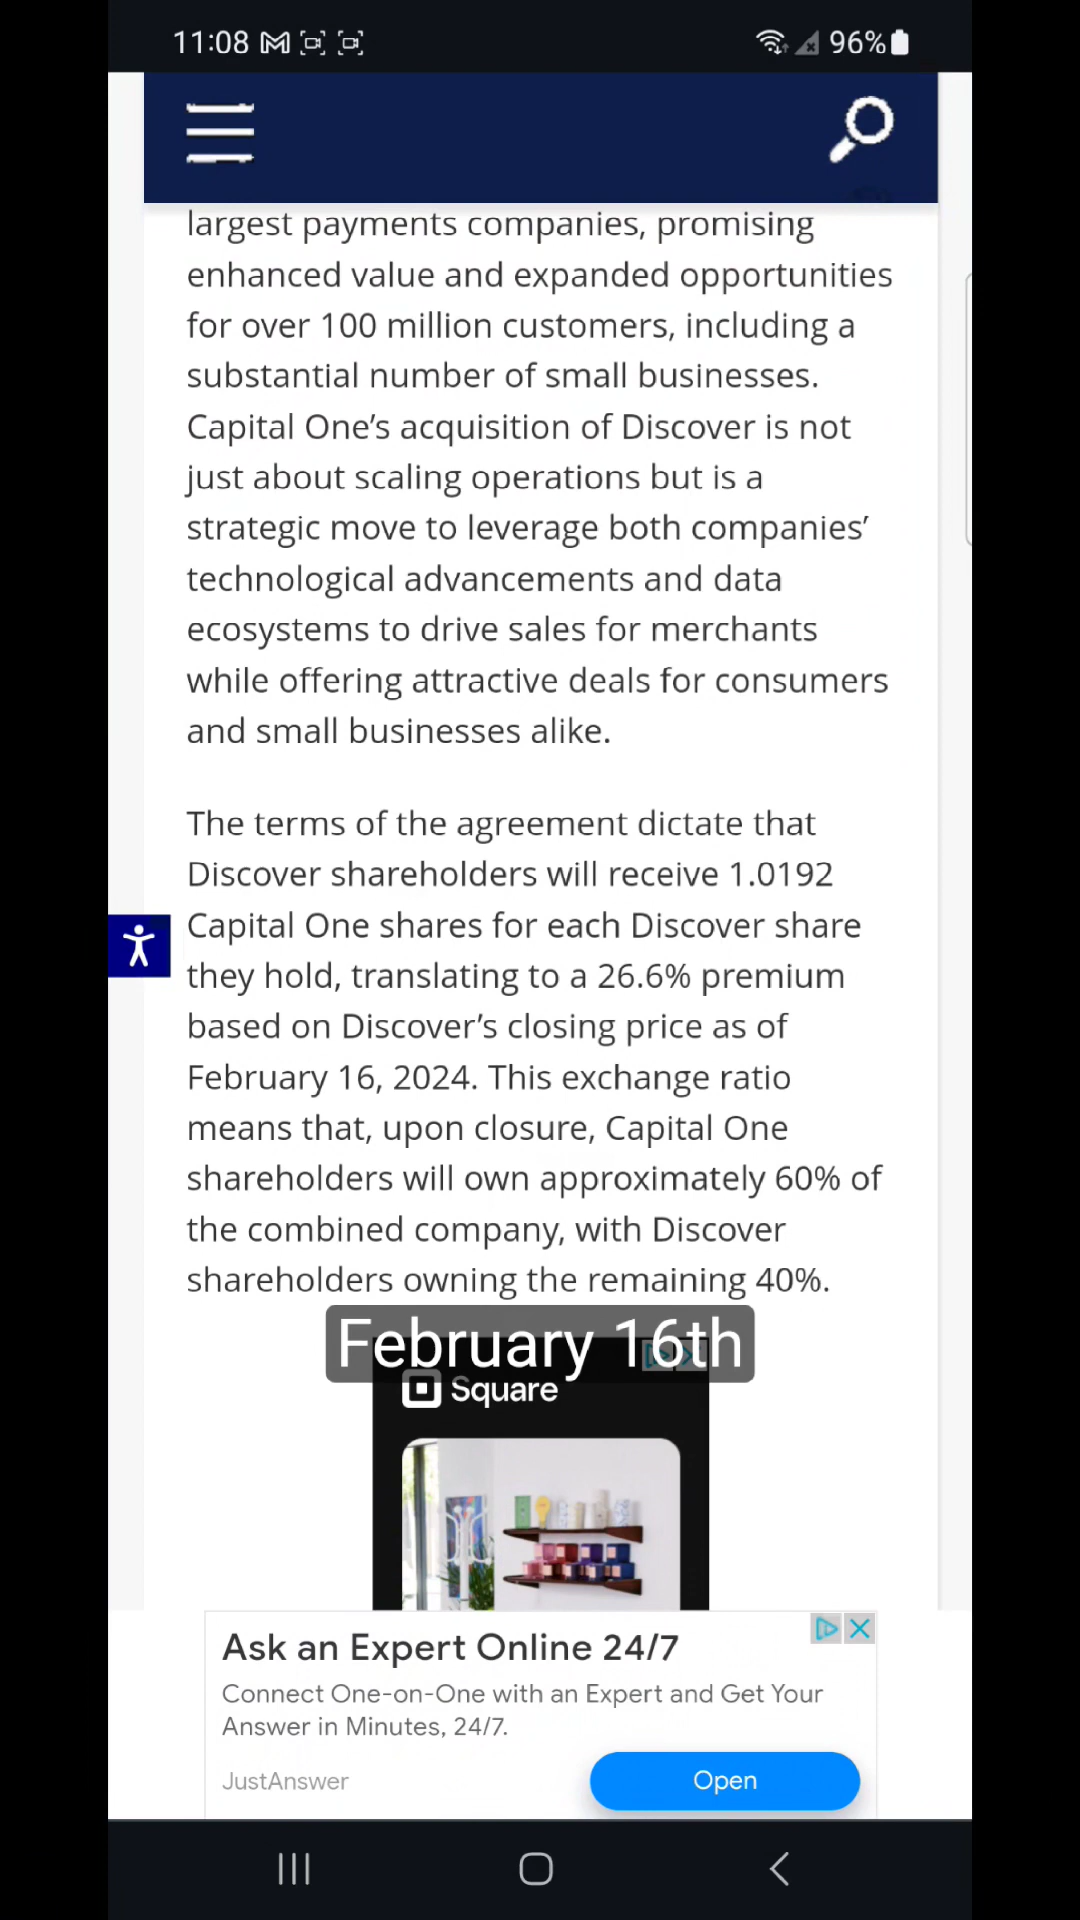 11:08
96%
largest payments companies, promising
enhanced value and expanded opportunities
for over 100 million customers, including a
substantial number of small businesses.
Capital One’s acquisition of Discover is not
just about scaling operations but is a
strategic move to leverage both companies’
technological advancements and data
ecosystems to drive sales for merchants
while offering attractive deals for consumers
and small businesses alike.
The terms of the agreement dictate that
Discover shareholders will receive 1.0192
Capital One shares for each Discover share
they hold, translating to a 26.6% premium
based on Discover’s closing price as of
February 16, 2024. This exchange ratio
means that, upon closure, Capital One
shareholders will own approximately 60% of
the combined company, with Discover
shareholders owning the remaining 40%.
February 16th
Square
Ask an Expert Online 24/7
Connect One-on-One with an Expert and Get Your
Answer in Minutes, 24/7.
JustAnswer
Open